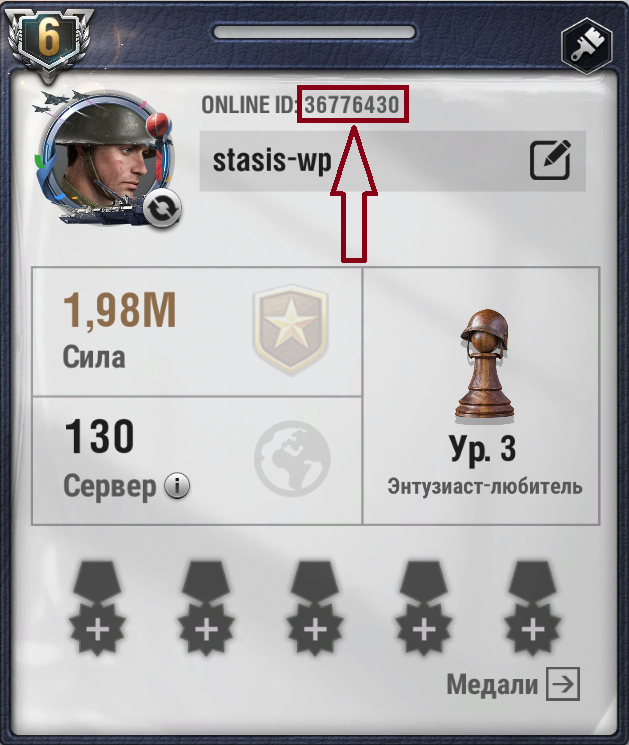 6
ONLINE ID: 36776430
stasis-wp
1,98M
Сила
130
Сервер i
Ур. 3
Энтузиаст-любитель
Медали